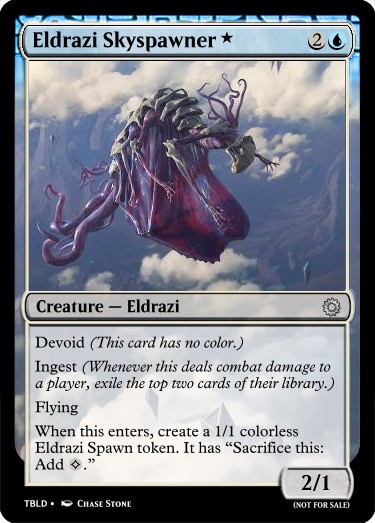 Eldrazi Skyspawner ★ 2
Creature — Eldrazi
Devoid (This card has no color.)
Ingest (Whenever this deals combat damage to
a player, exile the top two cards of their library.)
Flying
When this enters, create a 1/1 colorless
Eldrazi Spawn token. It has “Sacrifice this:
Add ◇.”
2/1
TBLD • Chase Stone
(NOT FOR SALE)